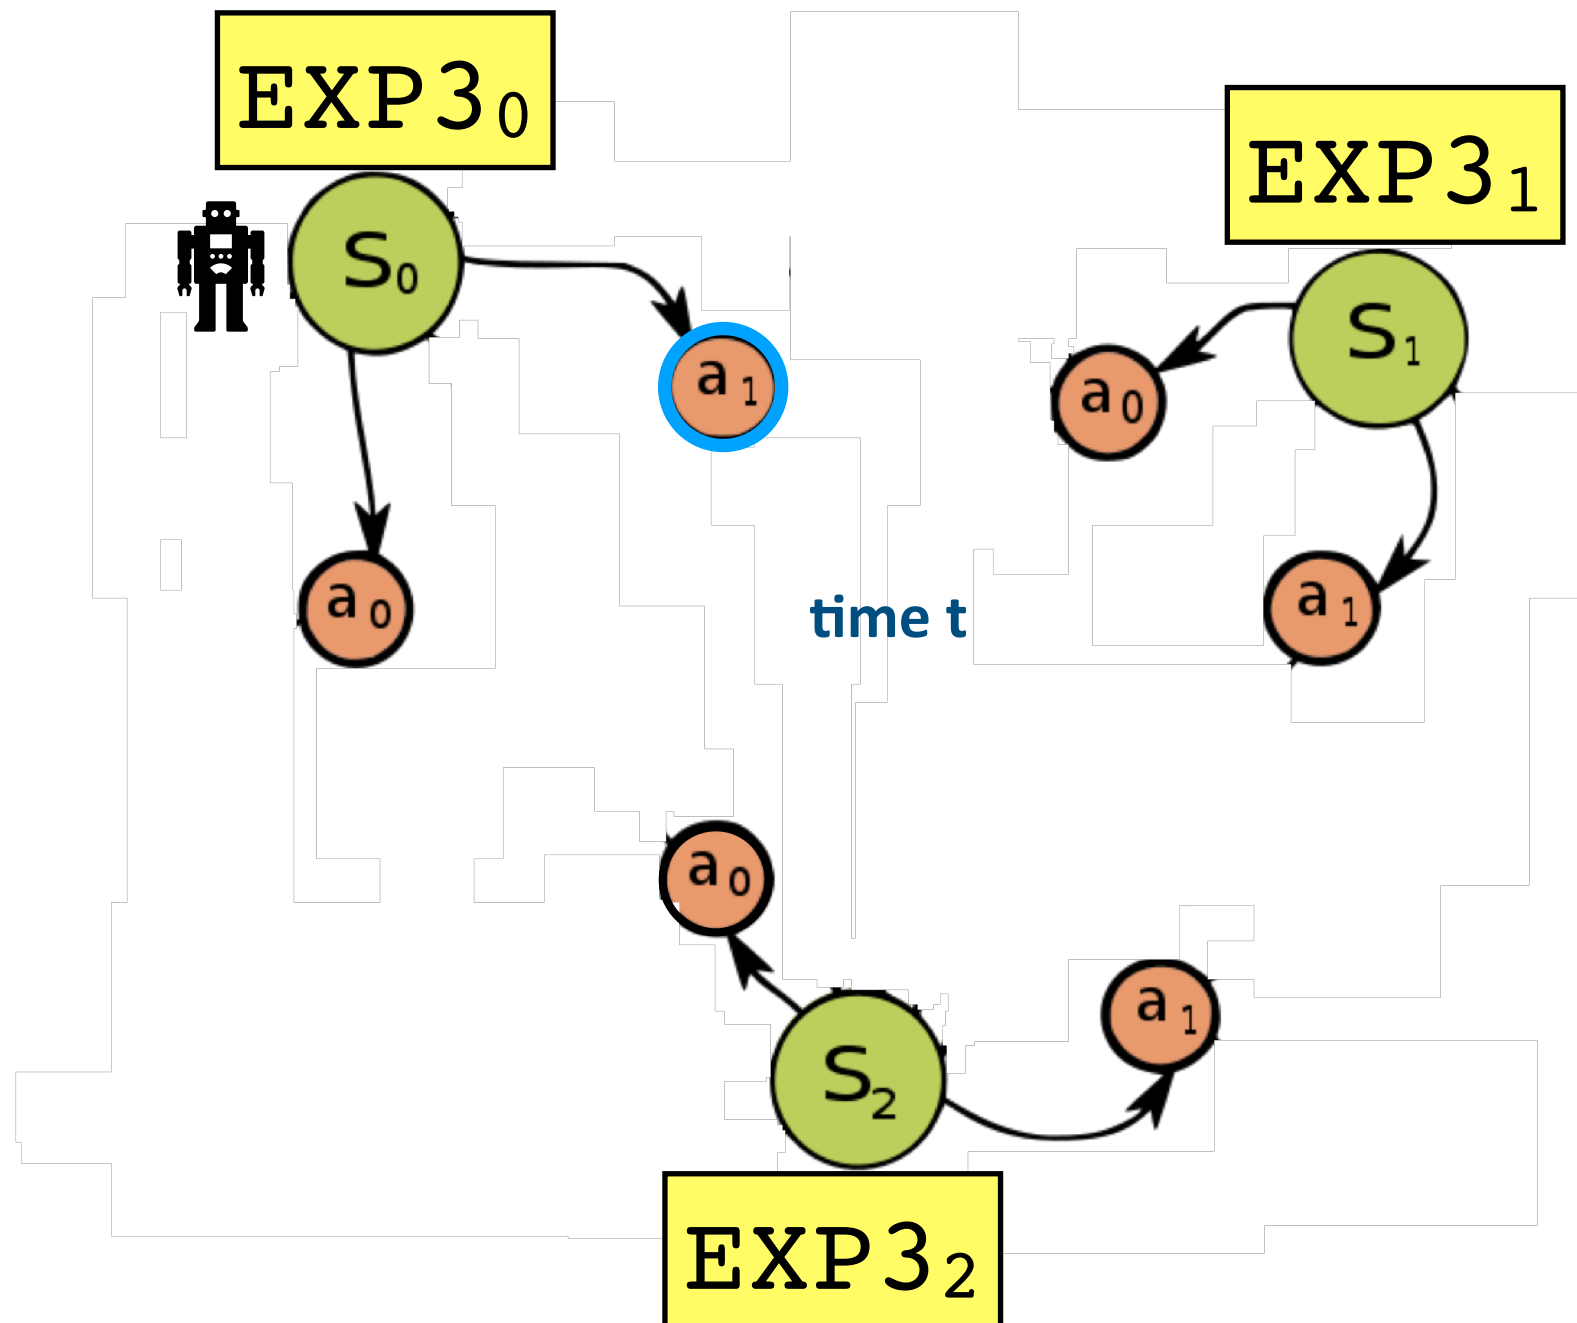 EXP3₀
EXP3₁
S₀
S₁
a₁
a₀
a₀
a₁
time t
a₀
a₁
S₂
EXP3₂